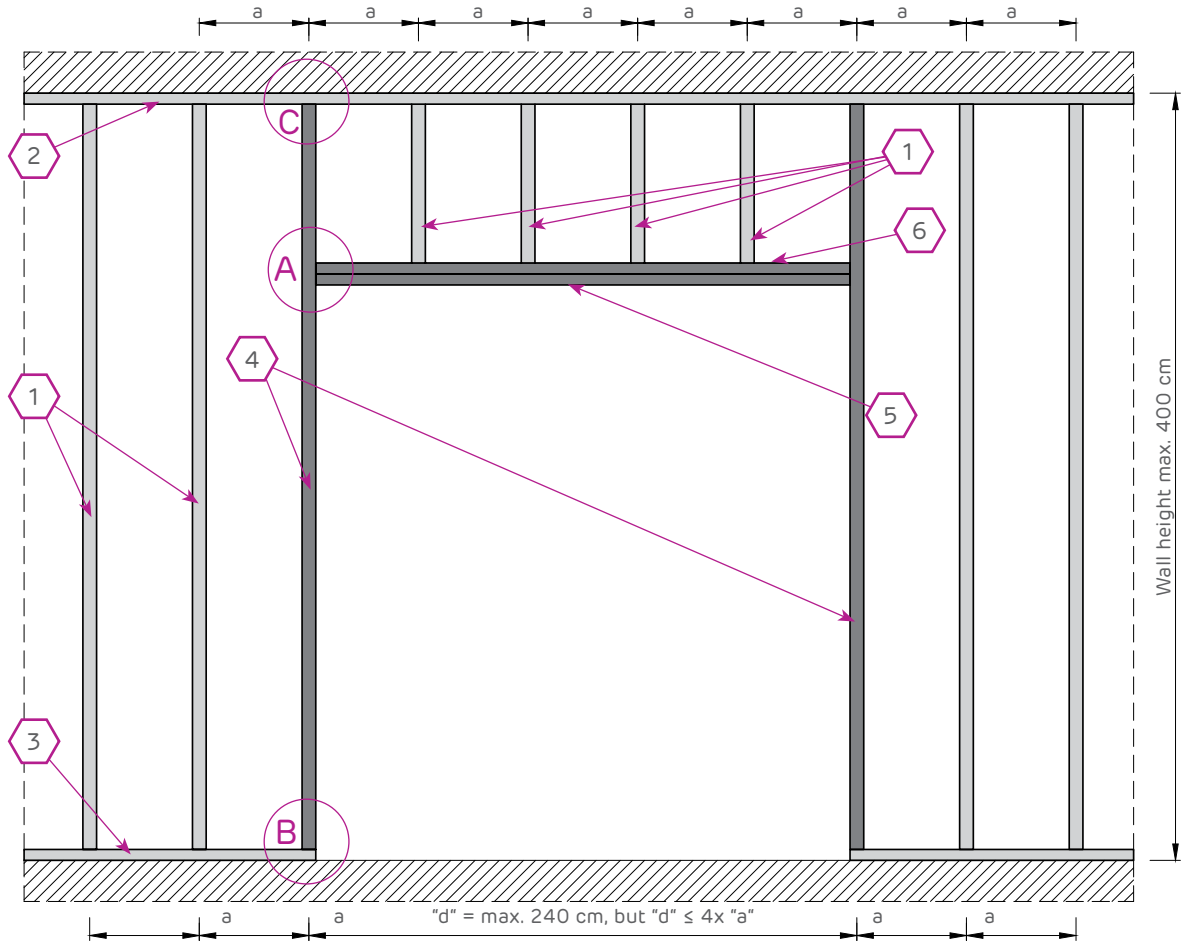 a a a a a a a a
C
2
1
6
A
4
1
5
Wall height max. 400 cm
3
B
a a "d“ = max. 240 cm, but "d“ ≤ 4x "a“ a a